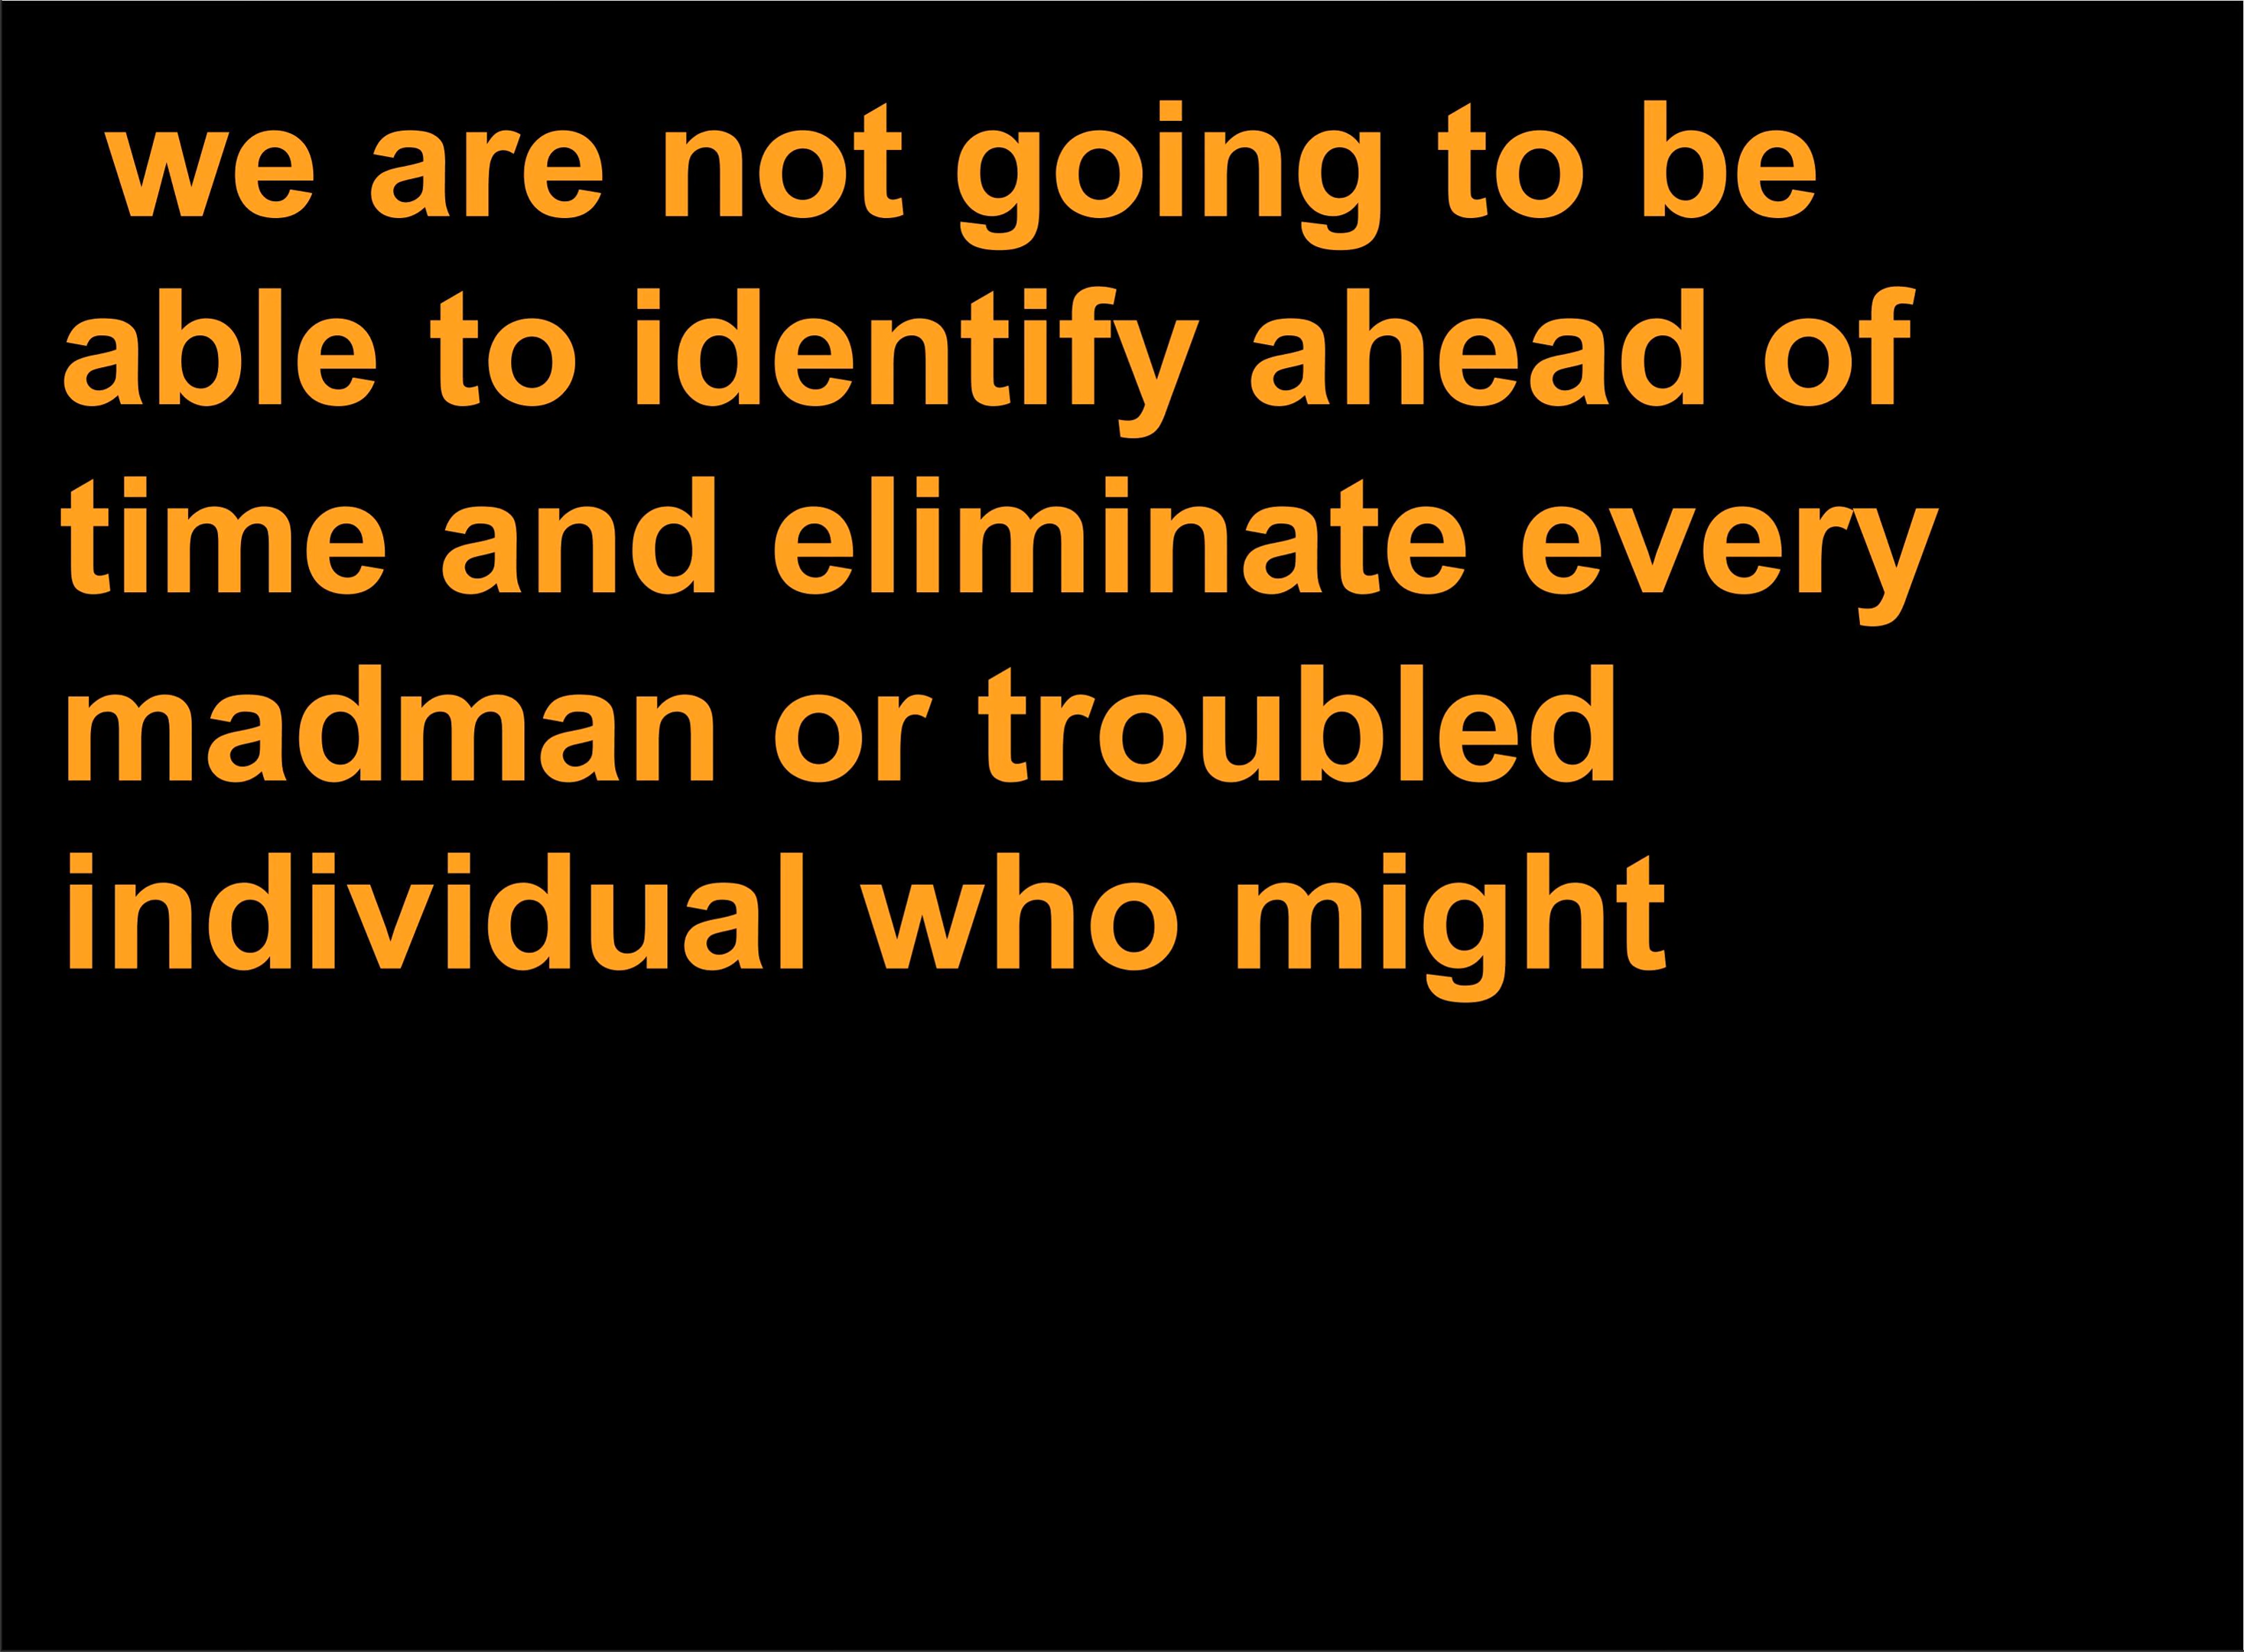 we are not going to be
able to identify ahead of
time and eliminate every
madman or troubled
individual who might